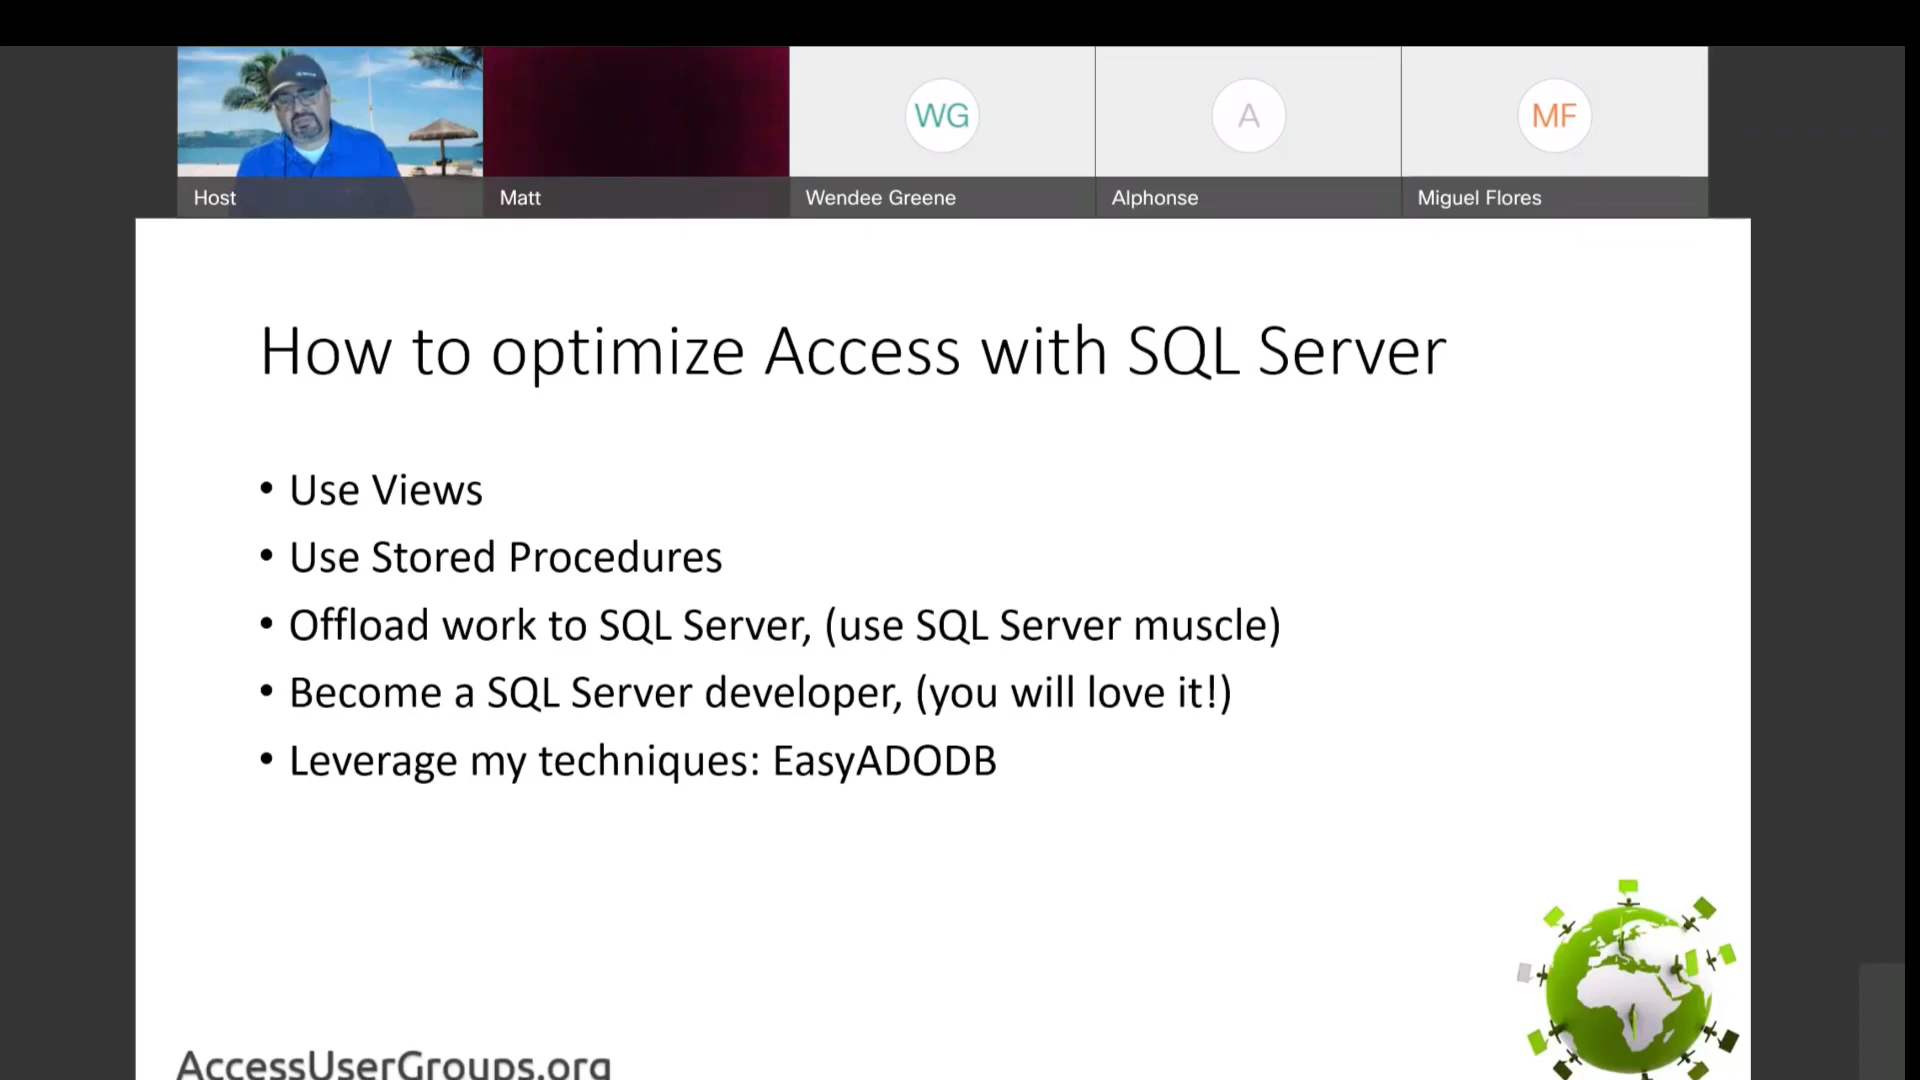 WG
A
MF
Host
Matt
Wendee Greene
Alphonse
Miguel Flores
How to optimize Access with SQL Server
• Use Views
• Use Stored Procedures
• Offload work to SQL Server, (use SQL Server muscle)
• Become a SQL Server developer, (you will love it!)
• Leverage my techniques: EasyADODB
AccessUserGroups.org